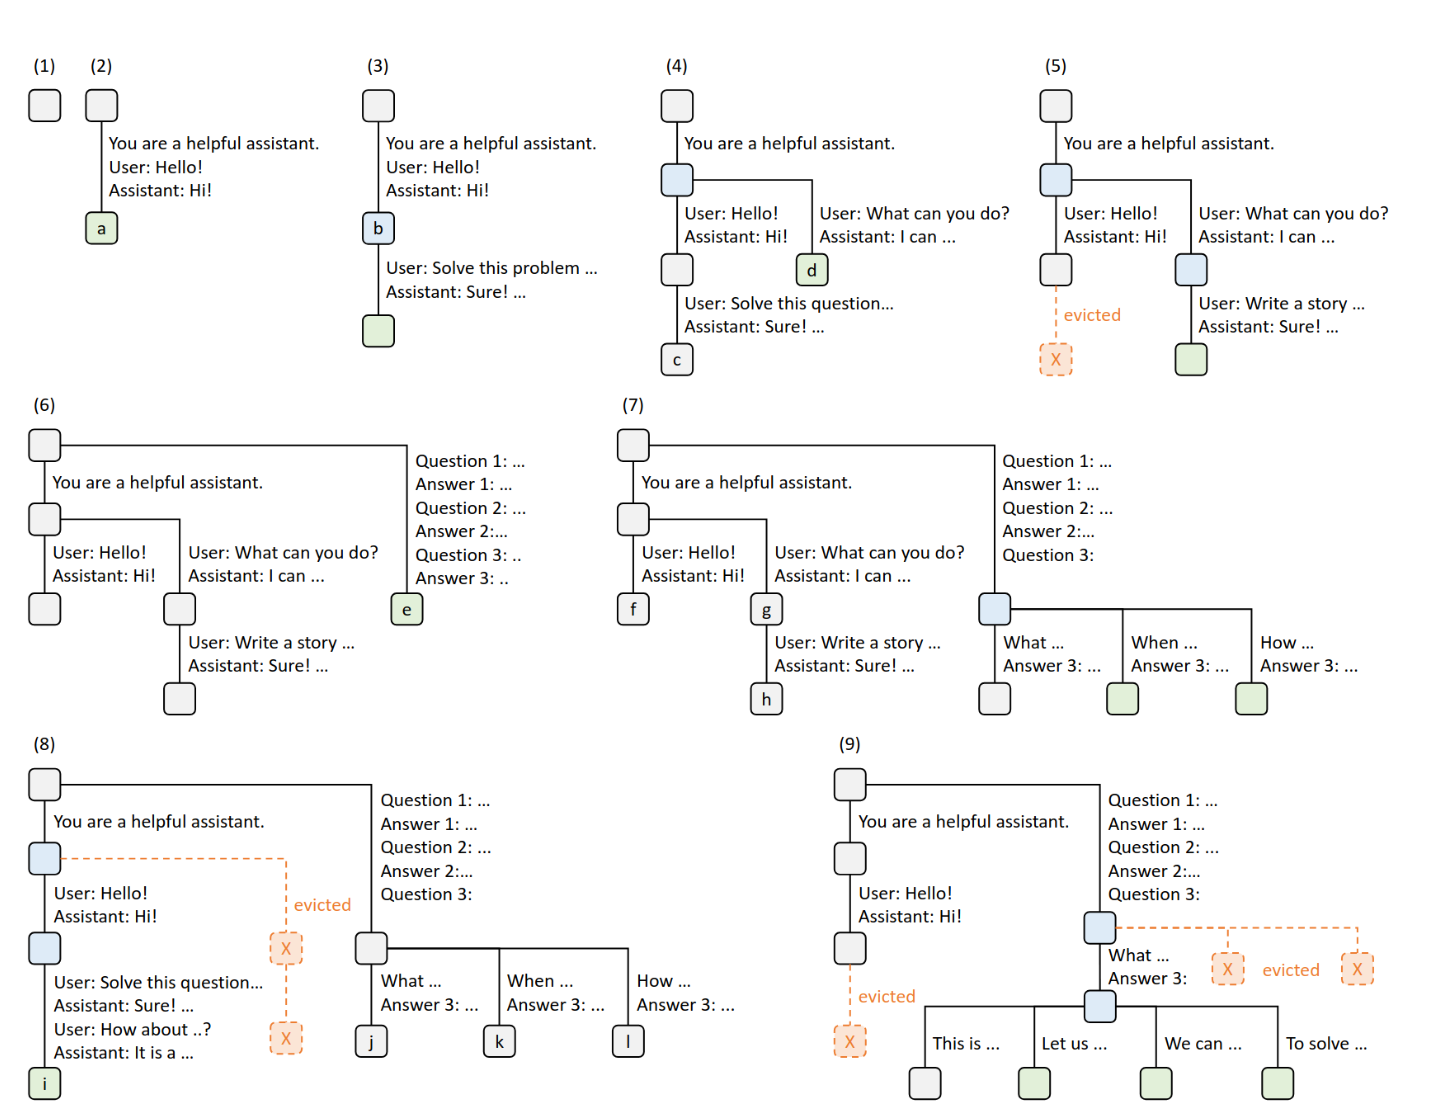 (1)
(2)
You are a helpful assistant.
User: Hello!
Assistant: Hi!
a
(3)
You are a helpful assistant.
User: Hello!
Assistant: Hi!
b
User: Solve this problem ...
Assistant: Sure! ...
(4)
You are a helpful assistant.
User: Hello!
Assistant: Hi!
User: What can you do?
Assistant: I can ...
d
User: Solve this question...
Assistant: Sure! ...
c
(5)
You are a helpful assistant.
User: Hello!
Assistant: Hi!
User: What can you do?
Assistant: I can ...
evicted
X
User: Write a story ...
Assistant: Sure! ...
(6)
You are a helpful assistant.
User: Hello!
Assistant: Hi!
User: What can you do?
Assistant: I can ...
User: Write a story ...
Assistant: Sure! ...
Question 1: ...
Answer 1: ...
Question 2: ...
Answer 2:...
Question 3: ..
Answer 3: ..
e
(7)
You are a helpful assistant.
User: Hello!
Assistant: Hi!
f
User: What can you do?
Assistant: I can ...
g
User: Write a story ...
Assistant: Sure! ...
h
Question 1: ...
Answer 1: ...
Question 2: ...
Answer 2:...
Question 3:
What ...
Answer 3: ...
When ...
Answer 3: ...
How ...
Answer 3: ...
(8)
You are a helpful assistant.
User: Hello!
Assistant: Hi!
User: Solve this question...
Assistant: Sure! ...
User: How about ..?
Assistant: It is a ...
i
evicted
X
X
Question 1: ...
Answer 1: ...
Question 2: ...
Answer 2:...
Question 3:
What ...
Answer 3: ...
j
When ...
Answer 3: ...
k
How ...
Answer 3: ...
l
(9)
You are a helpful assistant.
User: Hello!
Assistant: Hi!
evicted
X
Question 1: ...
Answer 1: ...
Question 2: ...
Answer 2:...
Question 3:
What ...
Answer 3:
X
evicted
X
This is ...
Let us ...
We can ...
To solve ...